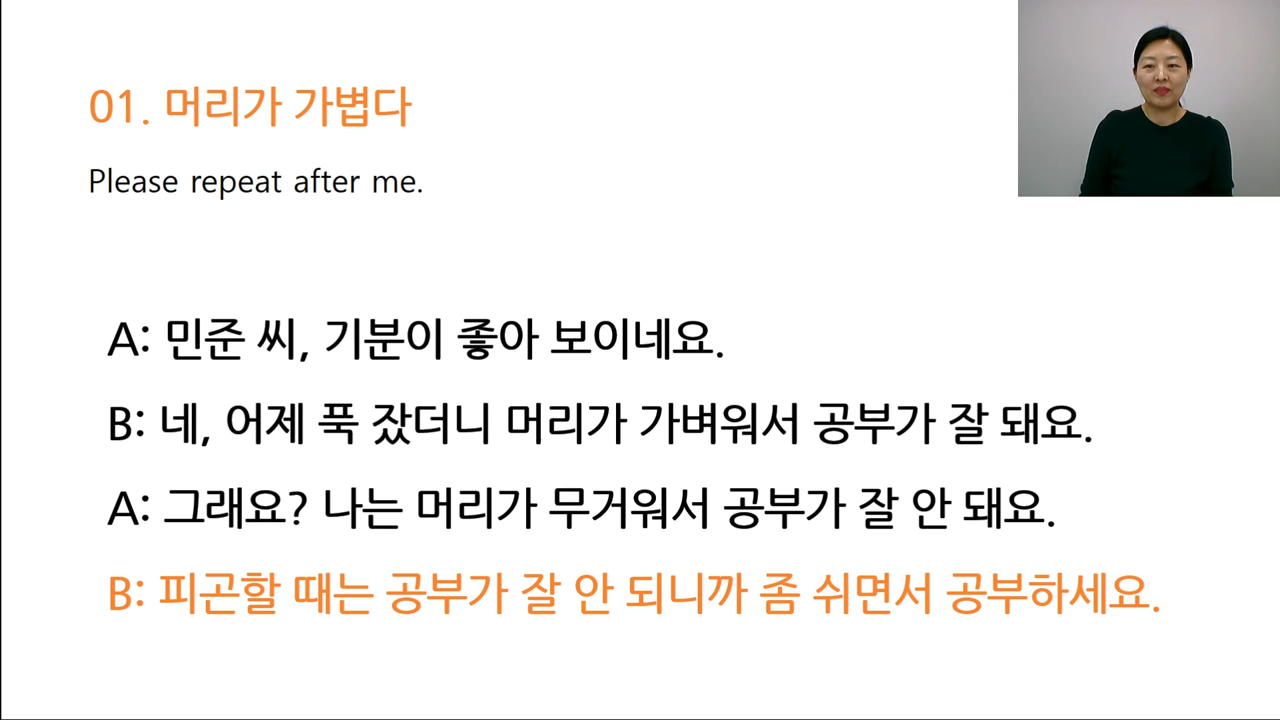 01. 머리가 가볍다
Please repeat after me.
A: 민준 씨, 기분이 좋아 보이네요.
B: 네, 어제 푹 잤더니 머리가 가벼워서 공부가 잘 돼요.
A: 그래요? 나는 머리가 무거워서 공부가 잘 안 돼요.
B: 피곤할 때는 공부가 잘 안 되니까 좀 쉬면서 공부하세요.